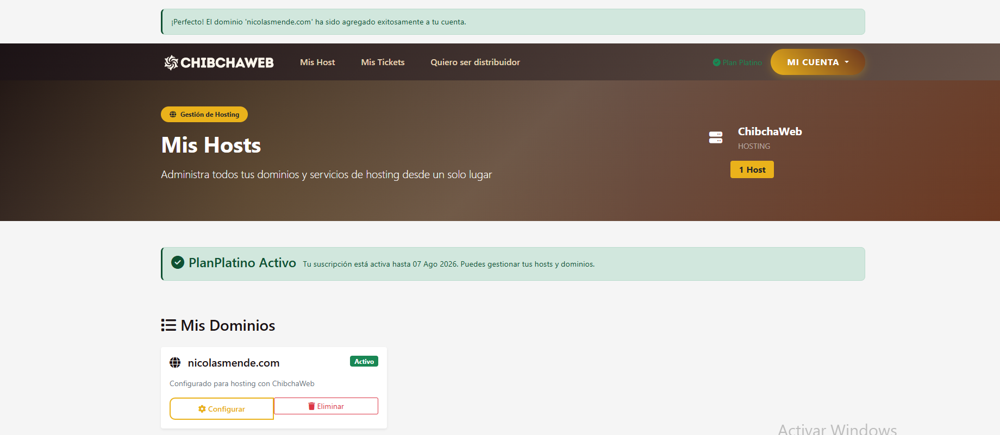 ¡Perfecto! El dominio 'nicolasmende.com' ha sido agregado exitosamente a tu cuenta.
CHIBCHAWEB Mis Host Mis Tickets Quiero ser distribuidor Plan Platino MI CUENTA
Gestión de Hosting
Mis Hosts
Administra todos tus dominios y servicios de hosting desde un solo lugar
ChibchaWeb
HOSTING
1 Host
PlanPlatino Activo Tu suscripción está activa hasta 07 Ago 2026. Puedes gestionar tus hosts y dominios.
Mis Dominios
nicolasmende.com Activo
Configurado para hosting con ChibchaWeb
Configurar Eliminar
Activar Windows